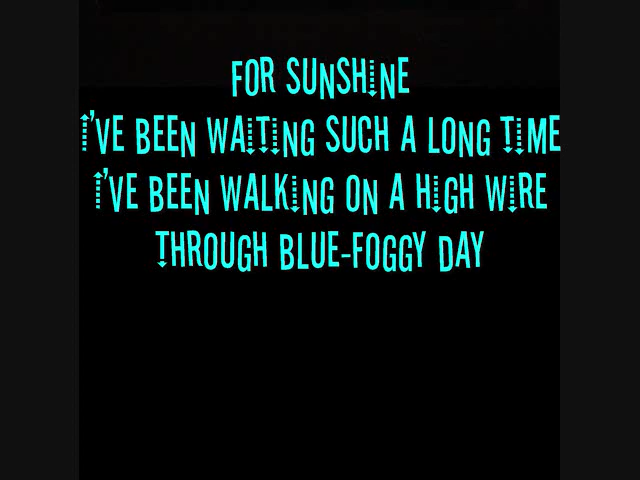 FOR SUNSHINE
I'VE BEEN WAITING SUCH A LONG TIME
I'VE BEEN WALKING ON A HIGH WIRE
THROUGH BLUE-FOGGY DAY